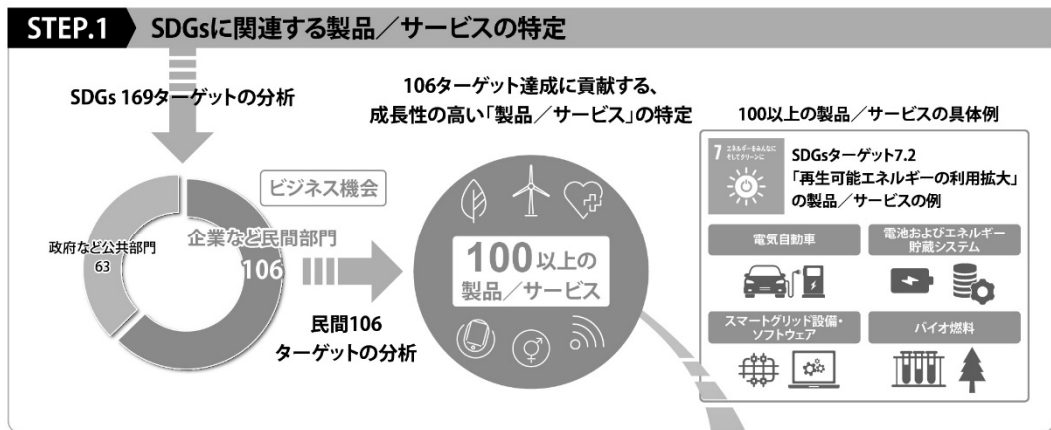 STEP.1 SDGsに関連する製品／サービスの特定
SDGs 169ターゲットの分析
政府など公共部門
63
ビジネス機会
企業など民間部門
106
民間106
ターゲットの分析
106ターゲット達成に貢献する、
成長性の高い「製品／サービス」の特定
100以上の
製品／サービス
100以上の製品／サービスの具体例
7 エネルギーをみんなに
そしてクリーンに
SDGsターゲット7.2
「再生可能エネルギーの利用拡大」
の製品／サービスの例
電気自動車
電池およびエネルギー
貯蔵システム
スマートグリッド設備・
ソフトウェア
バイオ燃料